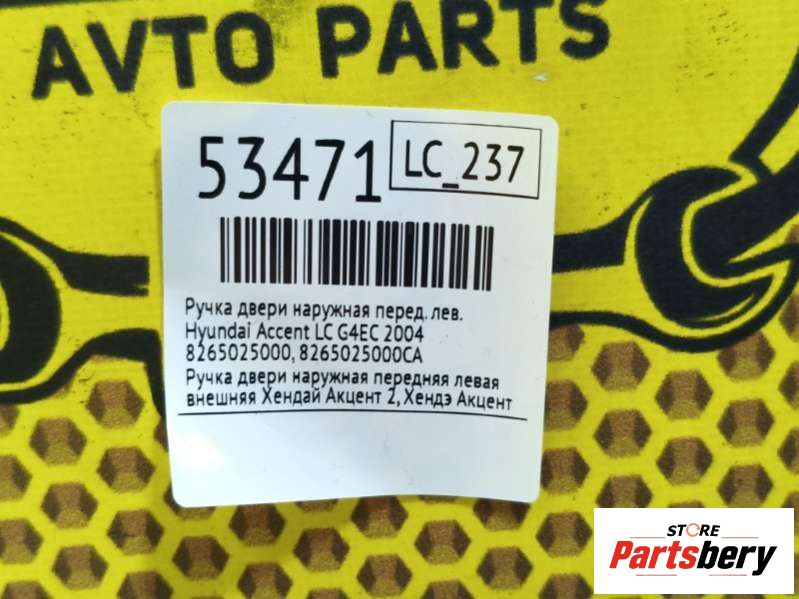 AVTO PARTS
53471
LC_237
Ручка двери наружная перед. лев.
Hyundai Accent LC G4EC 2004
8265025000, 8265025000CA
Ручка двери наружная передняя левая
внешняя Хендай Акцент 2, Хендэ Акцент
STORE
Partsbery